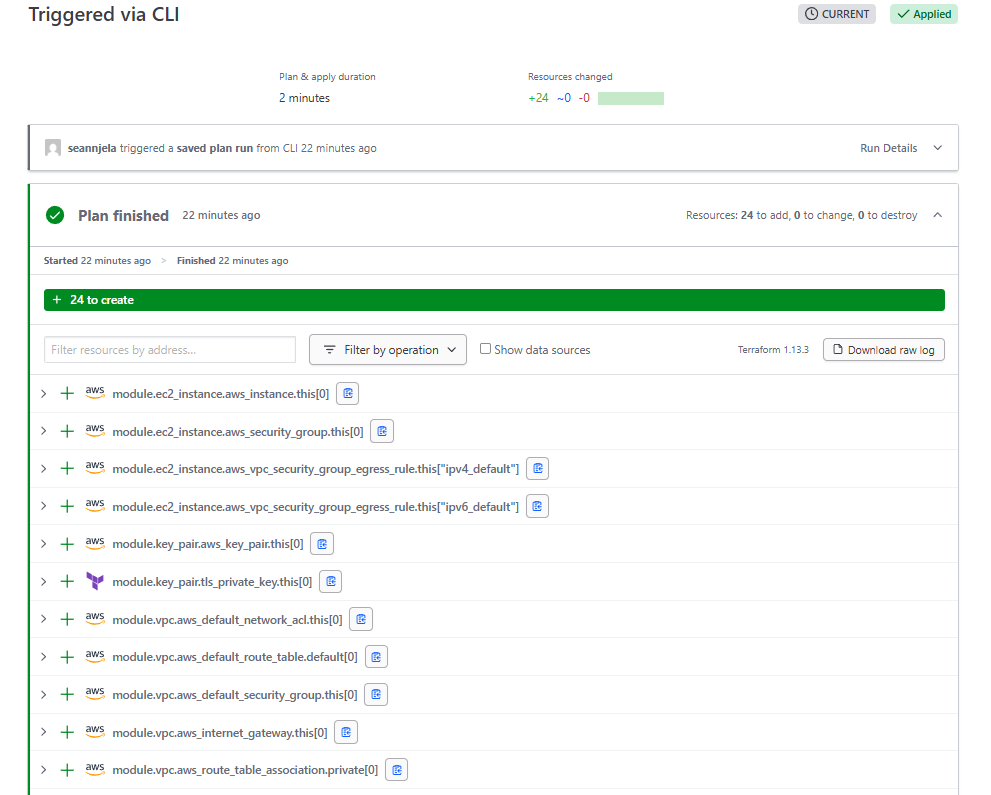 Triggered via CLI
CURRENT
Applied
Plan & apply duration
Resources changed
2 minutes
+24 ~0 -0
seannjela triggered a saved plan run from CLI 22 minutes ago
Run Details
Plan finished 22 minutes ago
Resources: 24 to add, 0 to change, 0 to destroy
Started 22 minutes ago > Finished 22 minutes ago
+ 24 to create
Filter resources by address...
Filter by operation
Show data sources
Terraform 1.13.3
Download raw log
aws module.ec2_instance.aws_instance.this[0]
aws module.ec2_instance.aws_security_group.this[0]
aws module.ec2_instance.aws_vpc_security_group_egress_rule.this["ipv4_default"]
aws module.ec2_instance.aws_vpc_security_group_egress_rule.this["ipv6_default"]
aws module.key_pair.aws_key_pair.this[0]
module.key_pair.tls_private_key.this[0]
aws module.vpc.aws_default_network_acl.this[0]
aws module.vpc.aws_default_route_table.default[0]
aws module.vpc.aws_default_security_group.this[0]
aws module.vpc.aws_internet_gateway.this[0]
aws module.vpc.aws_route_table_association.private[0]